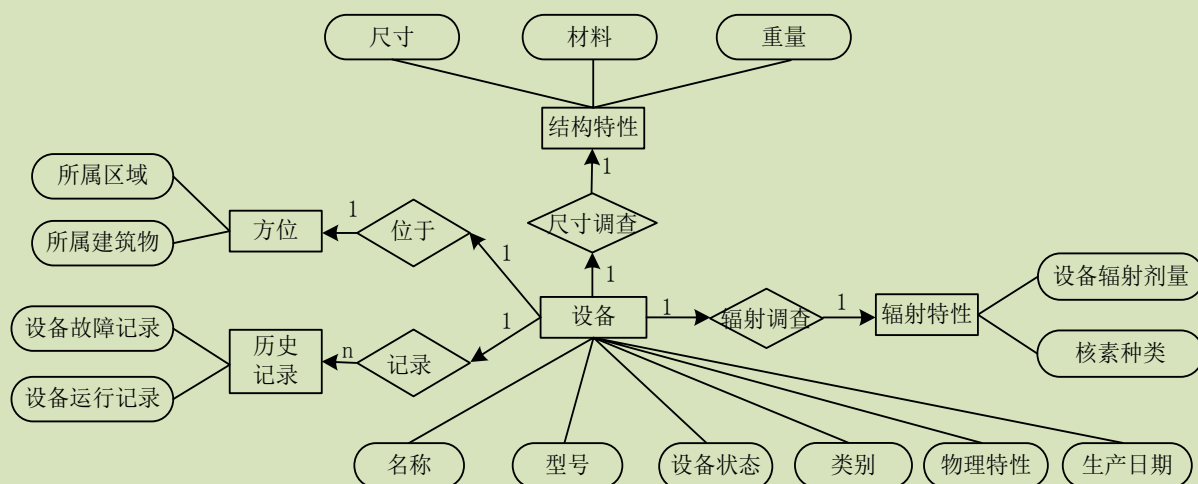 尺寸
材料
重量
结构特性
1
尺寸调查
1
所属区域
所属建筑物
方位
1
位于
1
设备
1
辐射调查
1
辐射特性
设备辐射剂量
核素种类
设备故障记录
设备运行记录
历史
记录
n
记录
1
名称
型号
设备状态
类别
物理特性
生产日期